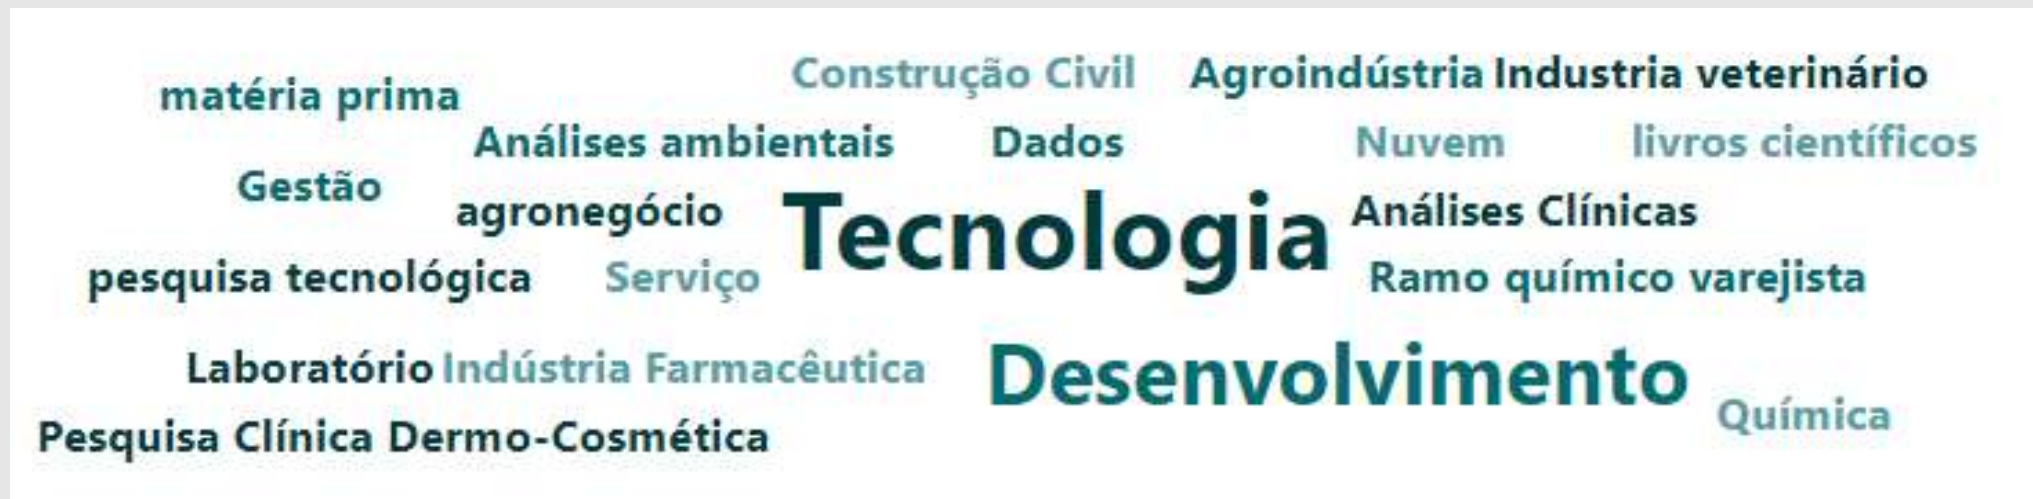 Construção Civil Agroindústria Industria veterinário
matéria prima
Análises ambientais Dados Nuvem livros científicos
Gestão
agronegócio Tecnologia Análises Clínicas
pesquisa tecnológica Serviço Ramo químico varejista
Laboratório Indústria Farmacêutica Desenvolvimento
Química
Pesquisa Clínica Dermo-Cosmética